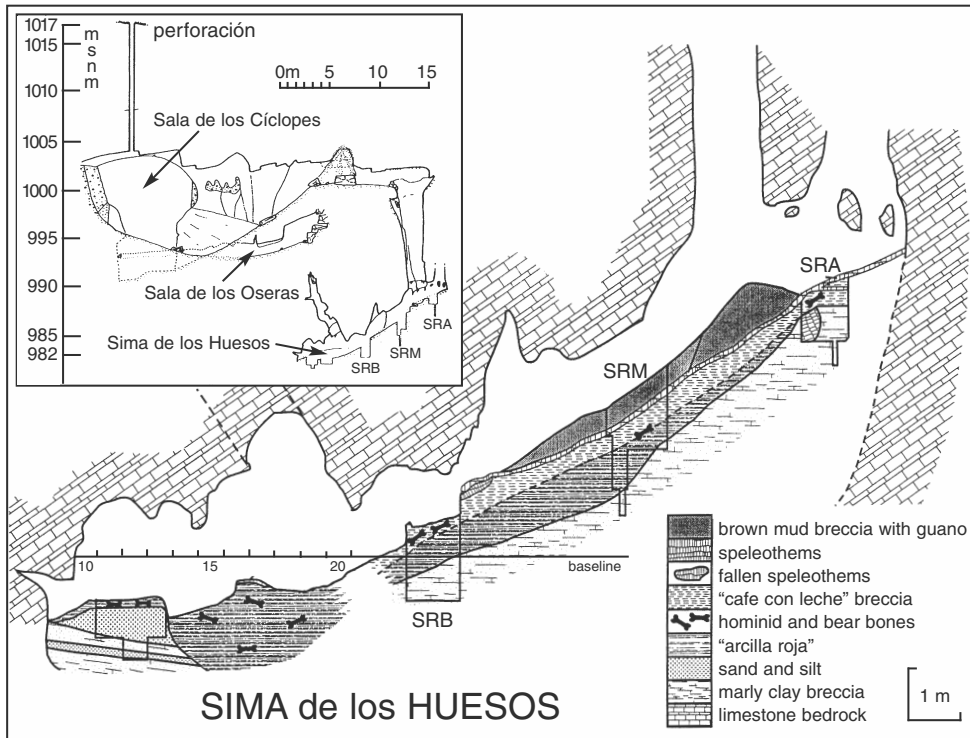 1017
1015
1010
1005
1000
995
990
985
982
m
s
n
m
perforación
0m 5 10 15
Sala de los Cíclopes
Sala de los Oseras
Sima de los Huesos
SRB
SRM
SRA
SRA
SRM
SRB
10 15 20
baseline
SIMA de los HUESOS
brown mud breccia with guano
speleothems
fallen speleothems
“cafe con leche” breccia
hominid and bear bones
“arcilla roja”
sand and silt
marly clay breccia
limestone bedrock
1 m